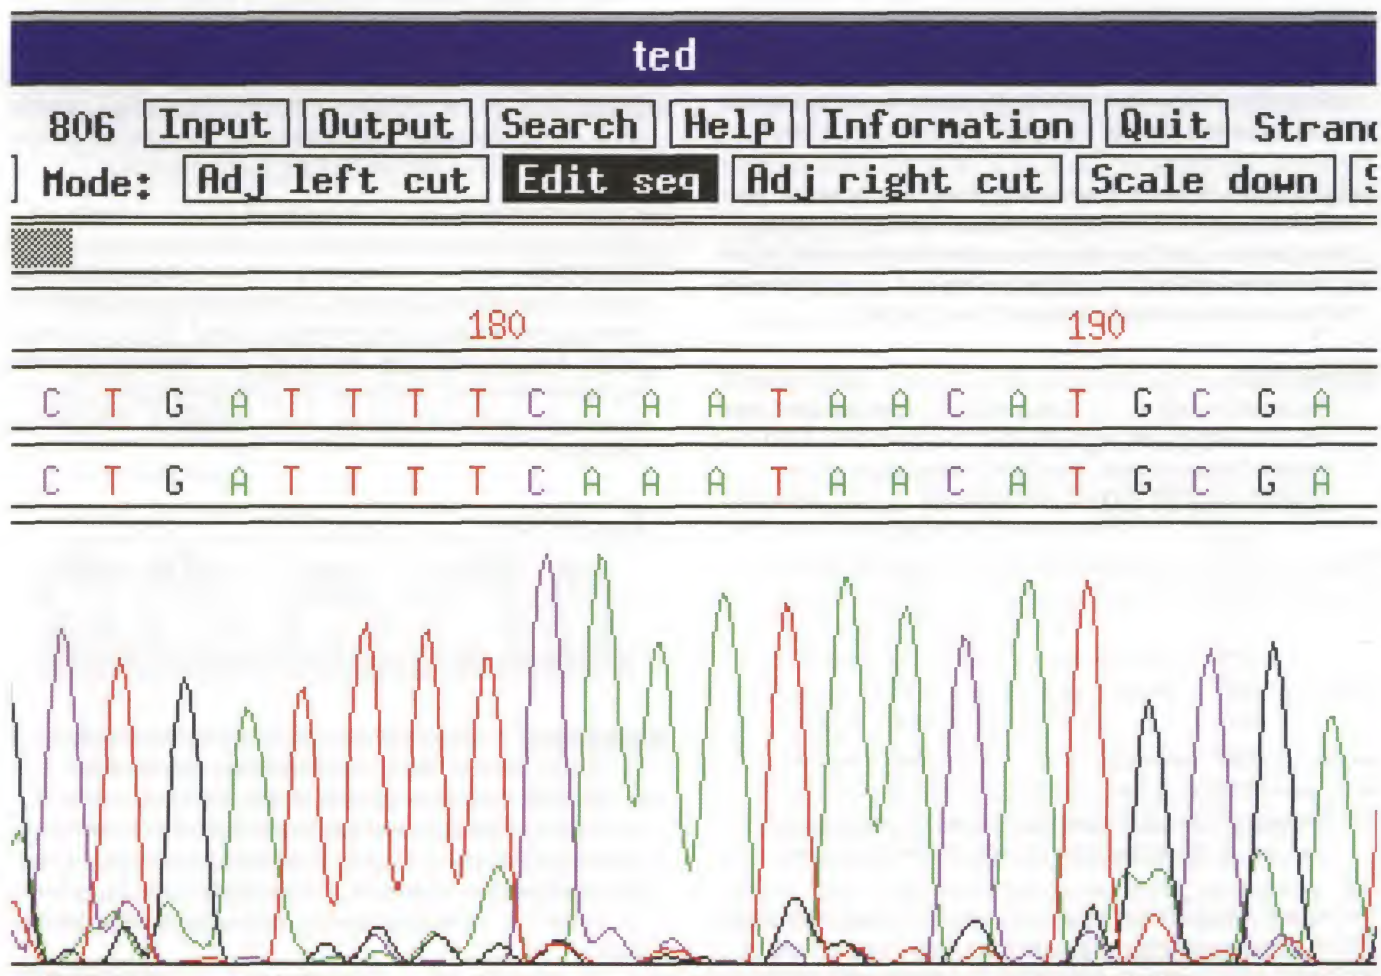 ted
806 Input Output Search Help Information Quit Strand
Mode: Adj left cut Edit seq Adj right cut Scale down
180 190
C T G A T T T T C A A A T A A C A T G C G A
C T G A T T T T C A A A T A A C A T G C G A